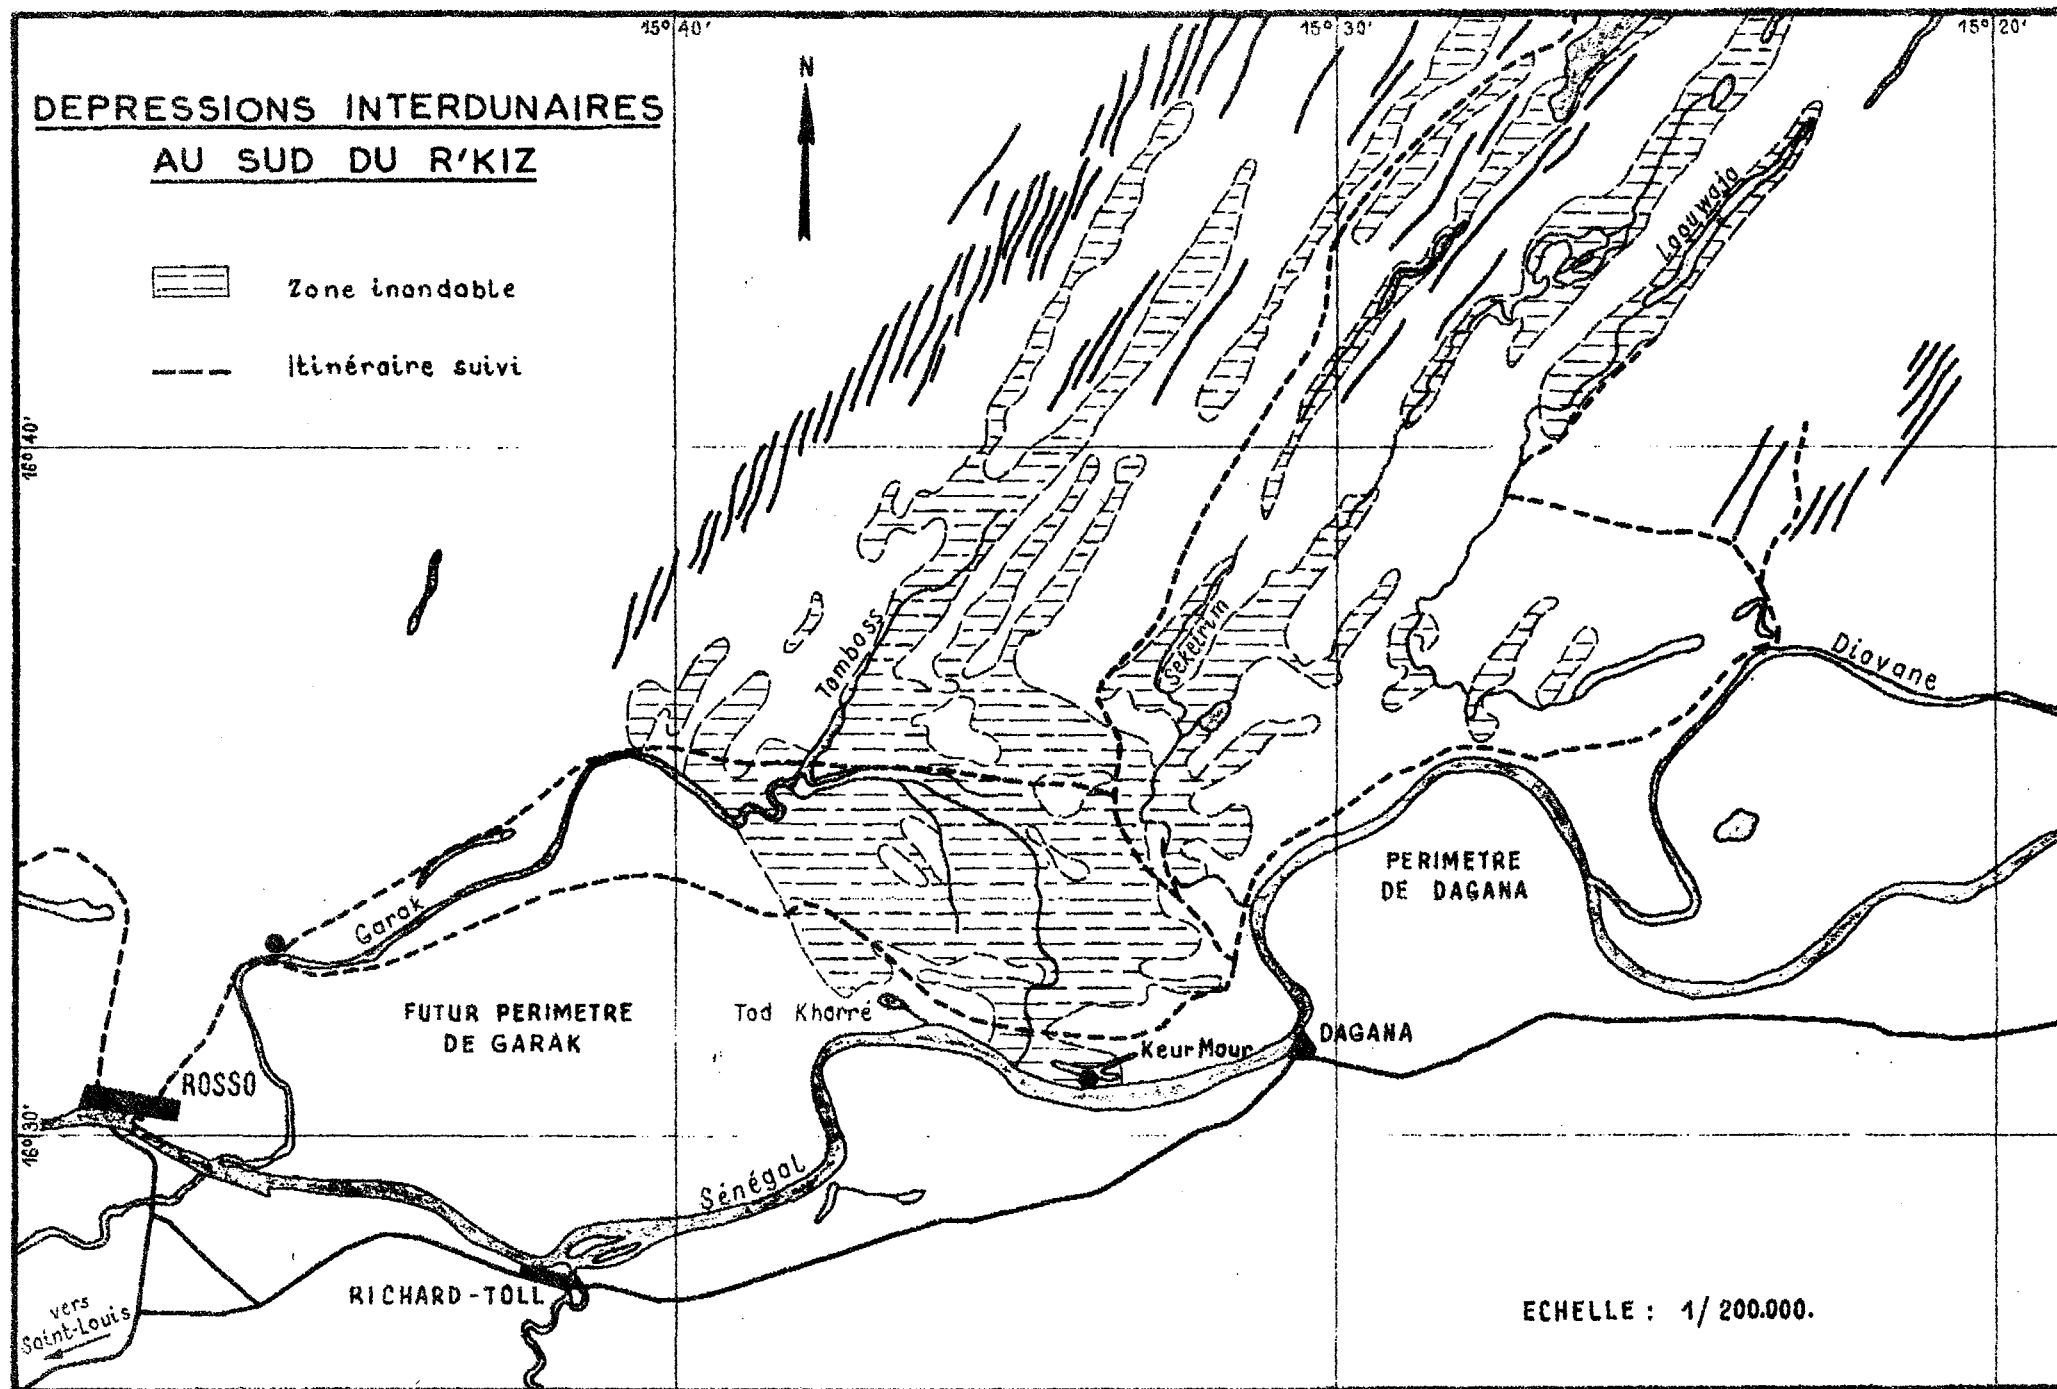 15° 40'
15° 30'
15° 20'
N
DEPRESSIONS INTERDUNAIRES
AU SUD DU R'KIZ
Zone inondable
Itinéraire suivi
16° 40'
Laouwaja
Tambass
Sekeirim
Diovane
Garak
PERIMETRE
DE DAGANA
FUTUR PERIMETRE
DE GARAK
Tod Kharré
Keur Mour
DAGANA
ROSSO
16° 30'
Sénégal
RICHARD-TOLL
vers
Saint-Louis
ECHELLE : 1/ 200.000.